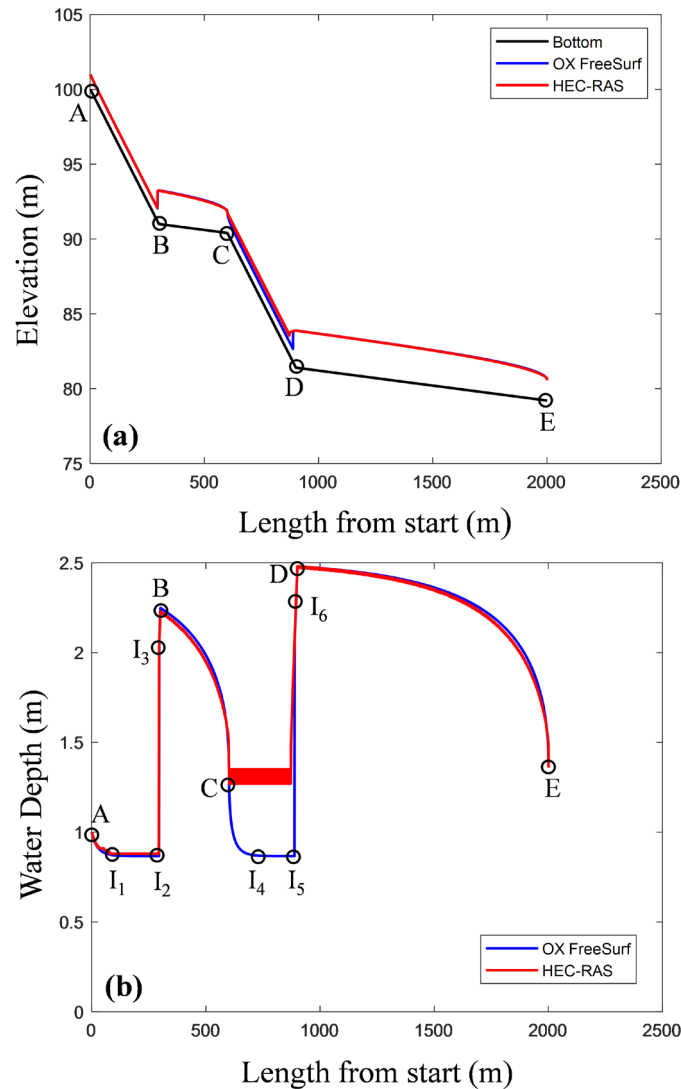 105
100
95
90
85
80
75
Elevation (m)
Bottom
OX FreeSurf
HEC-RAS
A
B
C
D
E
(a)
0
500
1000
1500
2000
2500
Length from start (m)
2.5
2
1.5
1
0.5
0
Water Depth (m)
D
B
I6
I3
C
E
A
I1
I2
I4
I5
OX FreeSurf
HEC-RAS
(b)
0
500
1000
1500
2000
2500
Length from start (m)